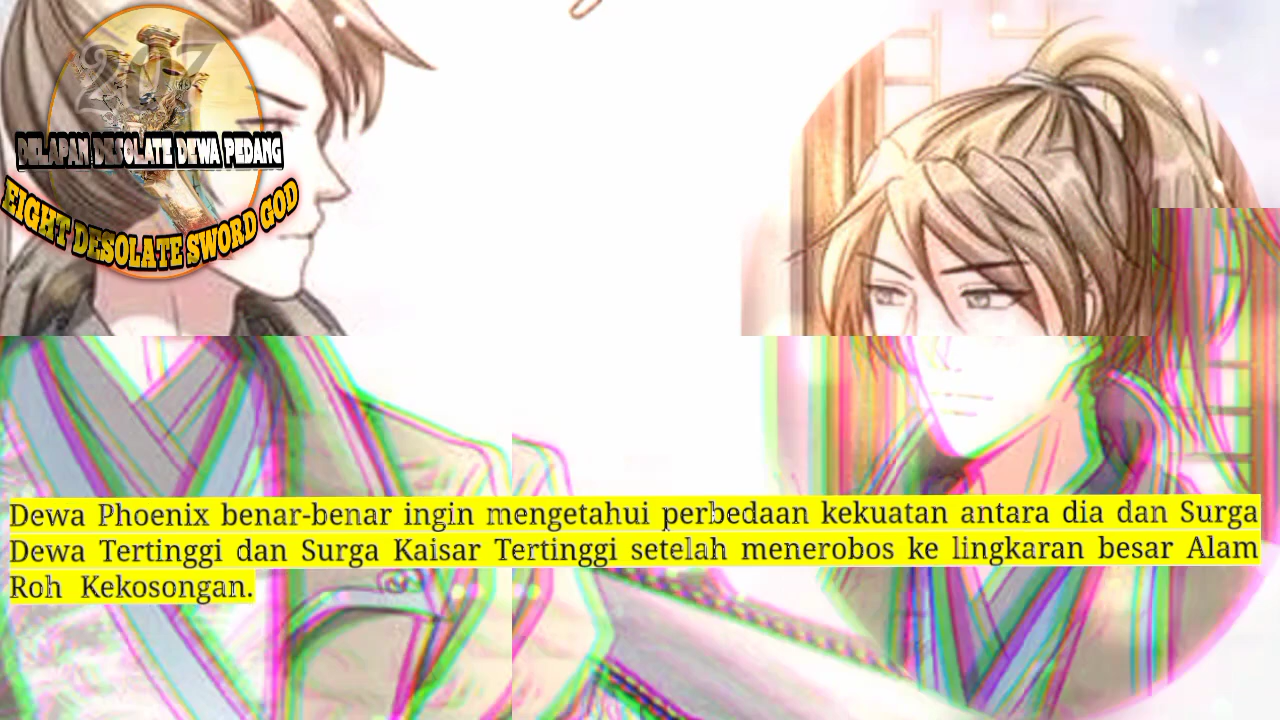 207
DELAPAN DESOLATE DEWA PEDANG
EIGHT DESOLATE SWORD GOD
Dewa Phoenix benar-benar ingin mengetahui perbedaan kekuatan antara dia dan Surga
Dewa Tertinggi dan Surga Kaisar Tertinggi setelah menerobos ke lingkaran besar Alam
Roh Kekosongan.